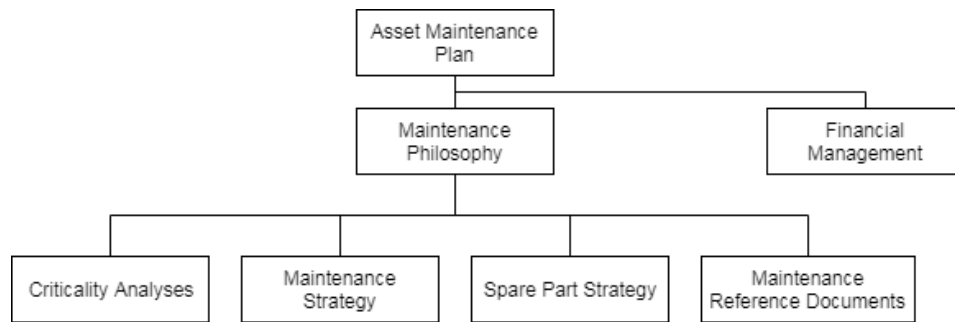 Asset Maintenance
Plan
Maintenance
Philosophy
Financial
Management
Criticality Analyses
Maintenance
Strategy
Spare Part Strategy
Maintenance
Reference Documents